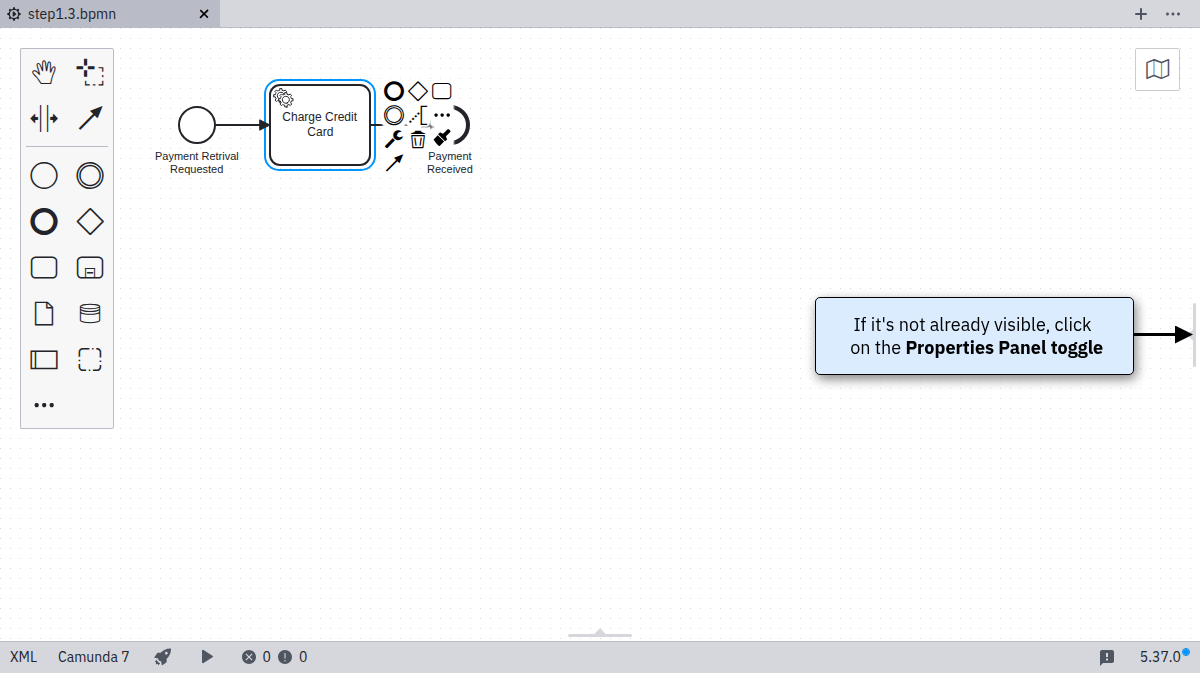 step1.3.bpmn
Charge Credit
Card
Payment Retrival
Requested
Payment
Received
If it's not already visible, click
on the Properties Panel toggle
XML Camunda 7 0 0 5.37.0